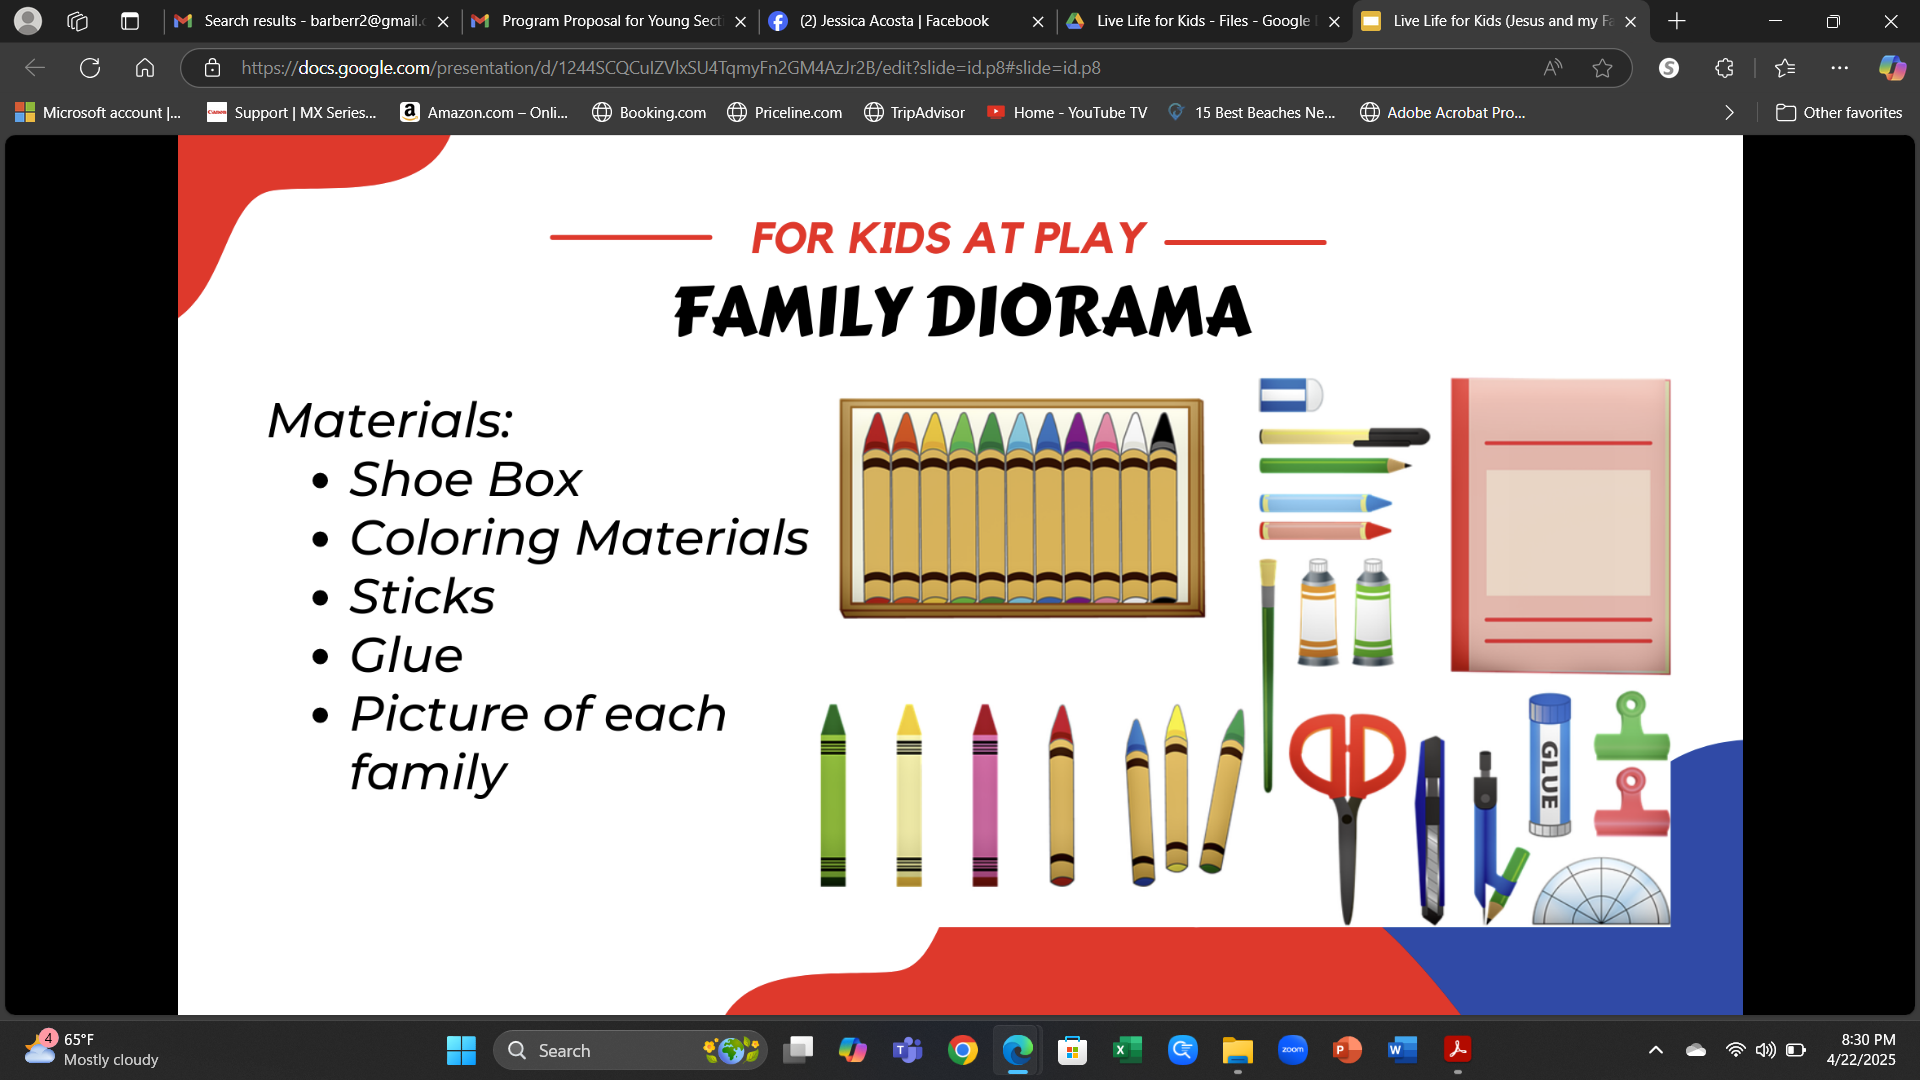 Search results - barberr2@gmail.c
Program Proposal for Young Secti
(2) Jessica Acosta | Facebook
Live Life for Kids - Files - Google
Live Life for Kids (Jesus and my Fa
https://docs.google.com/presentation/d/1244SCQCuIZVlxSU4TqmyFn2GM4AzJr2B/edit?slide=id.p8#slide=id.p8
Microsoft account |...
Support | MX Series...
Amazon.com – Onli...
Booking.com
Priceline.com
TripAdvisor
Home - YouTube TV
15 Best Beaches Ne...
Adobe Acrobat Pro...
Other favorites
FOR KIDS AT PLAY
FAMILY DIORAMA
Materials:
• Shoe Box
• Coloring Materials
• Sticks
• Glue
• Picture of each
family
GLUE
4
65°F
Mostly cloudy
Search
zoom
8:30 PM
4/22/2025